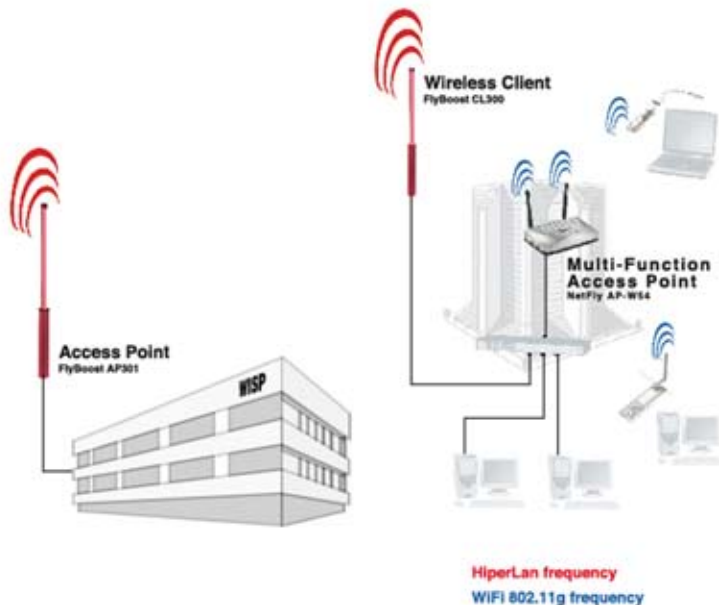 Wireless Client
FlyBoost CL300
Multi-Function
Access Point
NetFly AP-W54
Access Point
FlyBoost AP301
WISP
HiperLan frequency
WiFi 802.11g frequency